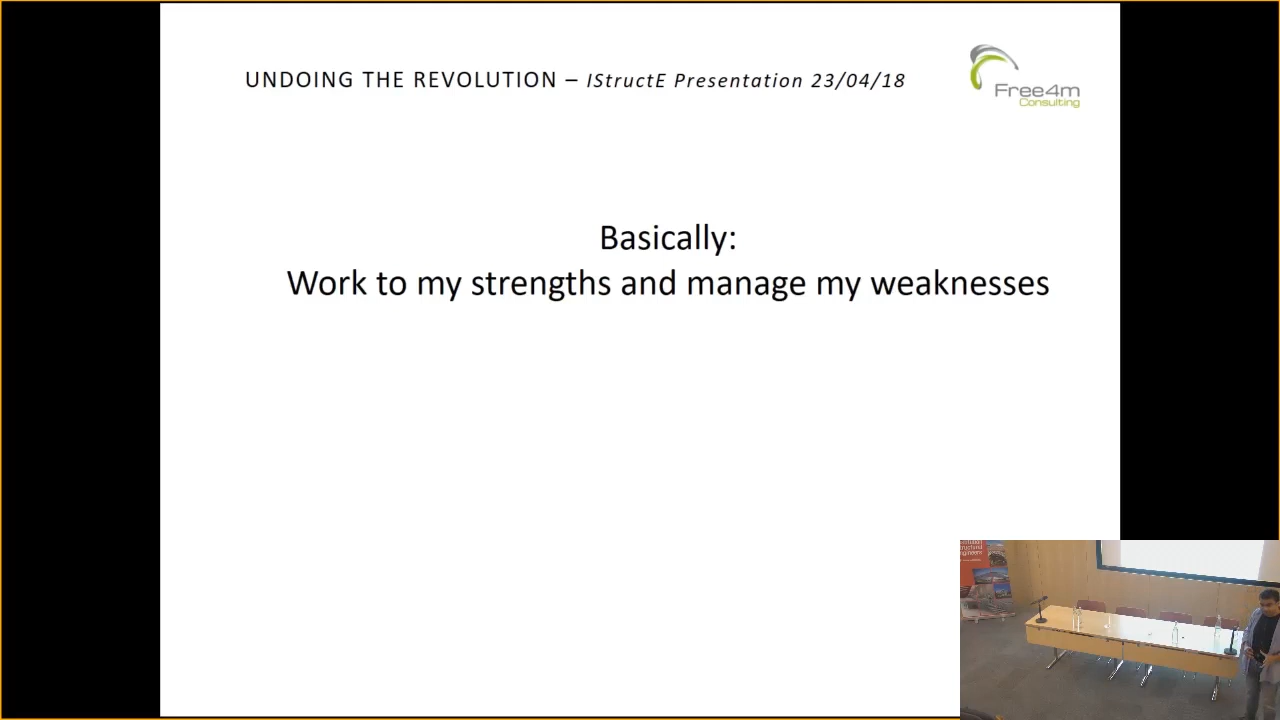 UNDOING THE REVOLUTION – IStructE Presentation 23/04/18
Free4m
Consulting
Basically:
Work to my strengths and manage my weaknesses